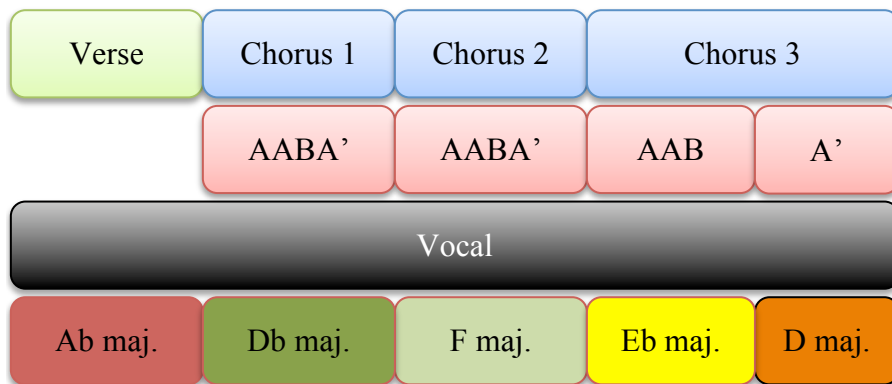 Verse Chorus 1 Chorus 2 Chorus 3
AABA’ AABA’ AAB A’
Vocal
Ab maj. Db maj. F maj. Eb maj. D maj.